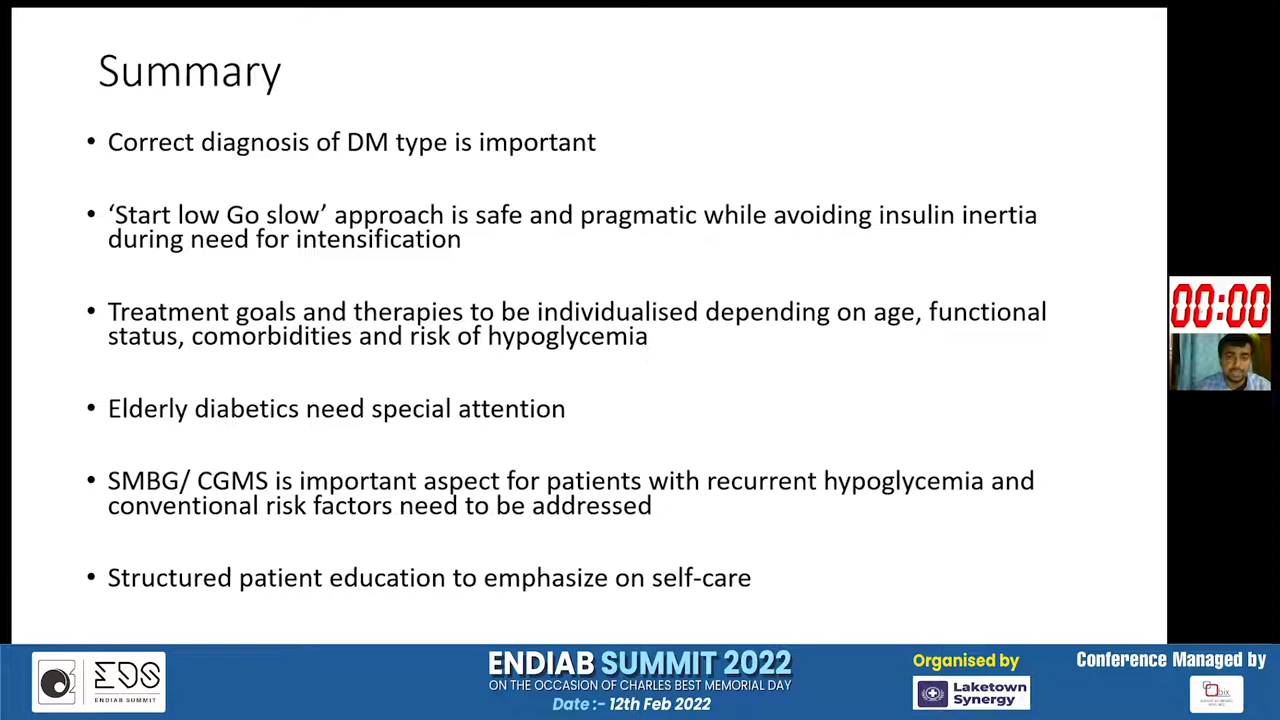 Summary
• Correct diagnosis of DM type is important
• ‘Start low Go slow’ approach is safe and pragmatic while avoiding insulin inertia
during need for intensification
• Treatment goals and therapies to be individualised depending on age, functional
status, comorbidities and risk of hypoglycemia
• Elderly diabetics need special attention
• SMBG/ CGMS is important aspect for patients with recurrent hypoglycemia and
conventional risk factors need to be addressed
• Structured patient education to emphasize on self-care
00:00
EDS
ENDIAB SUMMIT
ENDIAB SUMMIT 2022
ON THE OCCASION OF CHARLES BEST MEMORIAL DAY
Date :- 12th Feb 2022
Organised by
Laketown
Synergy
Conference Managed by